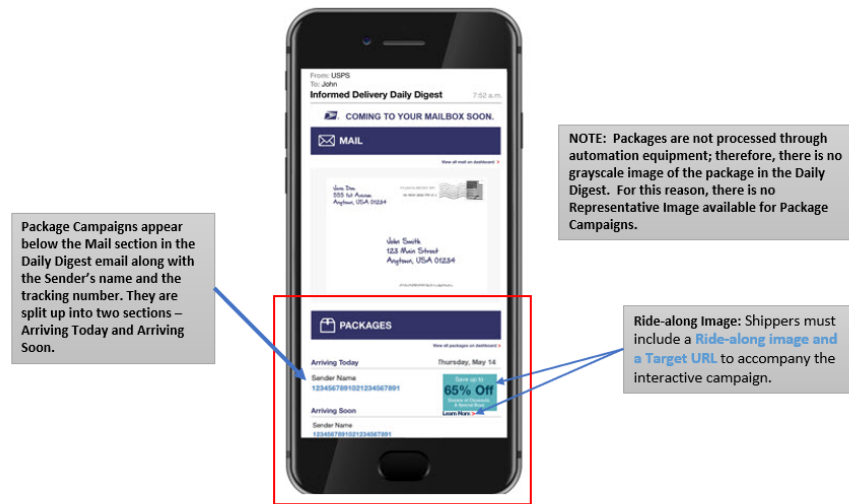 From: USPS
To: John
Informed Delivery Daily Digest 7:52 a.m.
COMING TO YOUR MAILBOX SOON.
MAIL
View all mail on dashboard >
Jane Doe
555 1st Avenue
Anytown, USA 01234
John Smith
123 Main Street
Anytown, USA 01234
PACKAGES
View all packages on dashboard >
Arriving Today Thursday, May 14
Sender Name
1234567891021234567891
Save up to
65% Off
Learn More >
Arriving Soon
Sender Name
1234567891021234567891
Package Campaigns appear
below the Mail section in the
Daily Digest email along with
the Sender's name and the
tracking number. They are
split up into two sections –
Arriving Today and Arriving
Soon.
NOTE: Packages are not processed through
automation equipment; therefore, there is no
grayscale image of the package in the Daily
Digest. For this reason, there is no
Representative Image available for Package
Campaigns.
Ride-along Image: Shippers must
include a Ride-along image and
a Target URL to accompany the
interactive campaign.